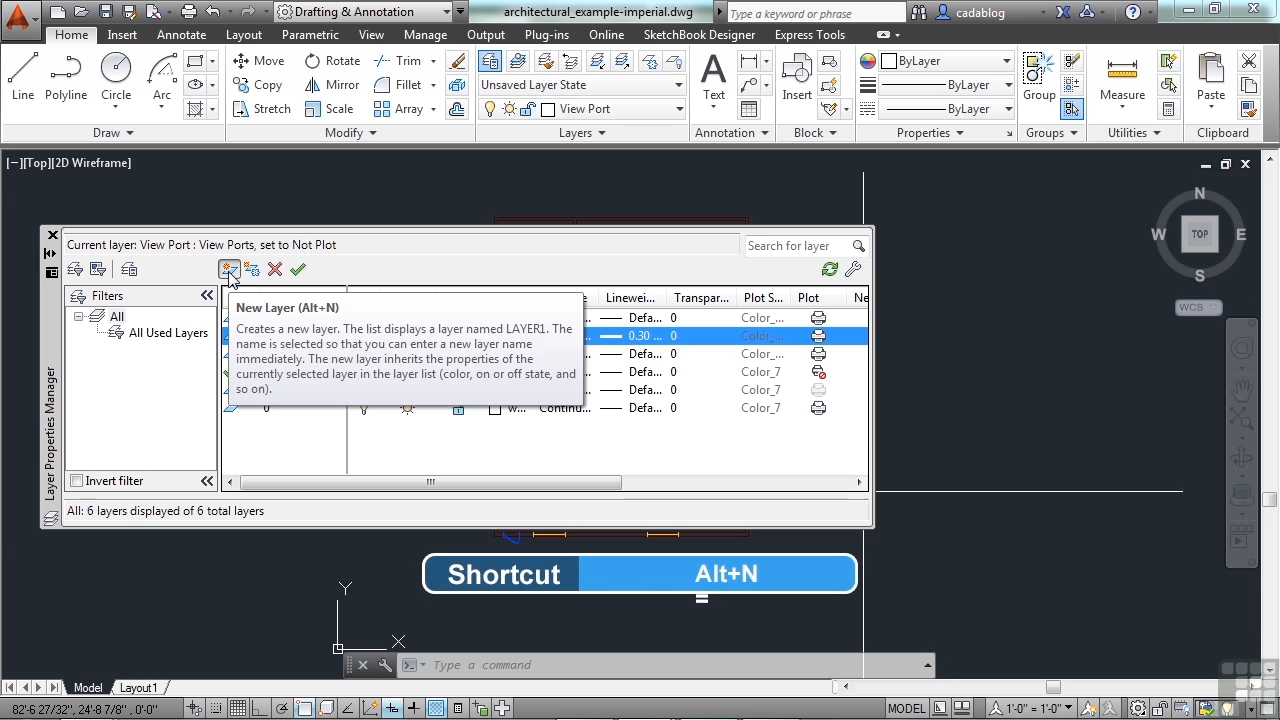 Drafting & Annotation
architectural_example-imperial.dwg
Type a keyword or phrase
cadablog
Home Insert Annotate Layout Parametric View Manage Output Plug-ins Online SketchBook Designer Express Tools
Line
Polyline
Circle
Arc
Move
Rotate
Trim
Copy
Mirror
Fillet
Stretch
Scale
Array
Unsaved Layer State
View Port
Text
Insert
ByLayer
ByLayer
ByLayer
Group
Measure
Paste
Draw
Modify
Layers
Annotation
Block
Properties
Groups
Utilities
Clipboard
[−][Top][2D Wireframe]
N
W
TOP
E
S
WCS
Current layer: View Port : View Ports, set to Not Plot
Search for layer
Filters
All
All Used Layers
Invert filter
Layer Properties Manager
New Layer (Alt+N)
Creates a new layer. The list displays a layer named LAYER1. The
name is selected so that you can enter a new layer name
immediately. The new layer inherits the properties of the
currently selected layer in the layer list (color, on or off state, and
so on).
Linewei... Transpar... Plot S... Plot Ne
Defa... 0 Color_...
0.30 ... 0 Color_...
Defa... 0 Color_...
Defa... 0 Color_7
Defa... 0 Color_7
0 w... Continu... Defa... 0 Color_7
All: 6 layers displayed of 6 total layers
Shortcut Alt+N
Y
X
Type a command
Model Layout1
82'-6 27/32", 24'-8 7/8" , 0'-0"
MODEL
1'-0" = 1'-0"